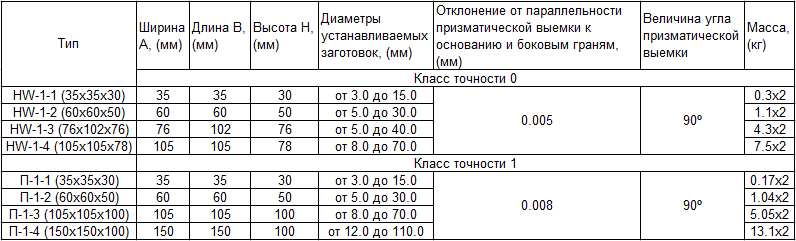 Тип
Ширина А, (мм)
Длина В, (мм)
Высота Н, (мм)
Диаметры устанавливаемых заготовок, (мм)
Отклонение от параллельности призматической выемки к основанию и боковым граням, (мм)
Величина угла призматической выемки
Масса, (кг)
Класс точности 0
HW-1-1 (35x35x30) 35 35 30 от 3.0 до 15.0 0.3x2
HW-1-2 (60x60x50) 60 60 50 от 5.0 до 30.0 1.1x2
0.005 90º
HW-1-3 (76x102x76) 76 102 76 от 5.0 до 40.0 4.3x2
HW-1-4 (105x105x78) 105 105 78 от 8.0 до 70.0 7.5x2
Класс точности 1
П-1-1 (35x35x30) 35 35 30 от 3.0 до 15.0 0.17x2
П-1-2 (60x60x50) 60 60 50 от 5.0 до 30.0 1.04x2
0.008 90º
П-1-3 (105x105x100) 105 105 100 от 8.0 до 70.0 5.05x2
П-1-4 (150x150x100) 150 150 100 от 12.0 до 110.0 13.1x2